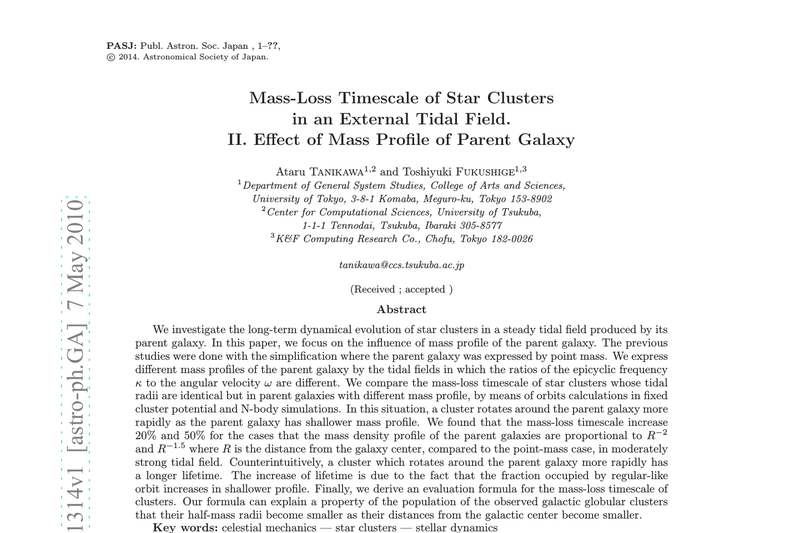 PASJ: Publ. Astron. Soc. Japan , 1–??,
© 2014. Astronomical Society of Japan.
Mass-Loss Timescale of Star Clusters
in an External Tidal Field.
II. Effect of Mass Profile of Parent Galaxy
Ataru TANIKAWA1,2 and Toshiyuki FUKUSHIGE1,3
1Department of General System Studies, College of Arts and Sciences,
University of Tokyo, 3-8-1 Komaba, Meguro-ku, Tokyo 153-8902
2Center for Computational Sciences, University of Tsukuba,
1-1-1 Tennodai, Tsukuba, Ibaraki 305-8577
3K&F Computing Research Co., Chofu, Tokyo 182-0026
tanikawa@ccs.tsukuba.ac.jp
(Received ; accepted )
Abstract
We investigate the long-term dynamical evolution of star clusters in a steady tidal field produced by its
parent galaxy. In this paper, we focus on the influence of mass profile of the parent galaxy. The previous
studies were done with the simplification where the parent galaxy was expressed by point mass. We express
different mass profiles of the parent galaxy by the tidal fields in which the ratios of the epicyclic frequency
κ to the angular velocity ω are different. We compare the mass-loss timescale of star clusters whose tidal
radii are identical but in parent galaxies with different mass profile, by means of orbits calculations in fixed
cluster potential and N-body simulations. In this situation, a cluster rotates around the parent galaxy more
rapidly as the parent galaxy has shallower mass profile. We found that the mass-loss timescale increase
20% and 50% for the cases that the mass density profile of the parent galaxies are proportional to R−2
and R−1.5 where R is the distance from the galaxy center, compared to the point-mass case, in moderately
strong tidal field. Counterintuitively, a cluster which rotates around the parent galaxy more rapidly has
a longer lifetime. The increase of lifetime is due to the fact that the fraction occupied by regular-like
orbit increases in shallower profile. Finally, we derive an evaluation formula for the mass-loss timescale of
clusters. Our formula can explain a property of the population of the observed galactic globular clusters
that their half-mass radii become smaller as their distances from the galactic center become smaller.
Key words: celestial mechanics — star clusters — stellar dynamics
1314v1 [astro-ph.GA] 7 May 2010